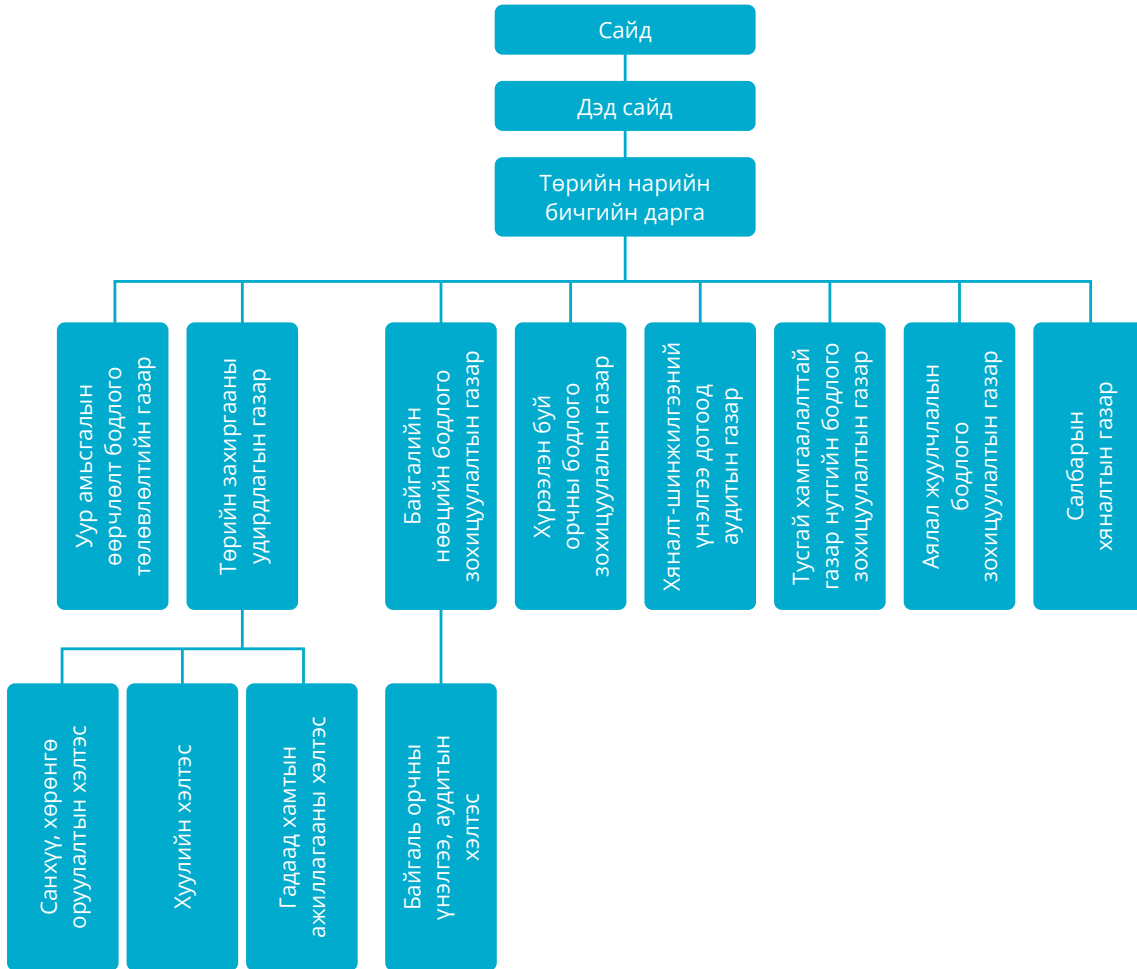 Сайд
Дэд сайд
Төрийн нарийн
бичгийн дарга
Уур амьсгалын
өөрчлөлт бодлого
төлөвлөлтийн газар
Төрийн захиргааны
удирдлагын газар
Байгалийн
нөөцийн бодлого
зохицуулалтын газар
Хүрээлэн буй
орчны бодлого
зохицуулалын газар
Хяналт-шинжилгээний
үнэлгээ дотоод
аудитын газар
Тусгай хамгаалалттай
газар нутгийн бодлого
зохицуулалтын газар
Аялал жуулчлалын
бодлого
зохицуулалтын газар
Салбарын
хяналтын газар
Санхүү, хөрөнгө
оруулалтын хэлтэс
Хуулийн хэлтэс
Гадаад хамтын
ажиллагааны хэлтэс
Байгаль орчны
үнэлгээ, аудитын
хэлтэс